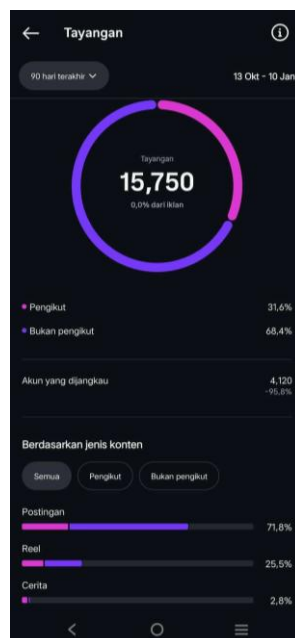 Tayangan
90 hari terakhir
13 Okt - 10 Jan
Tayangan
15,750
0,0% dari iklan
Pengikut 31,6%
Bukan pengikut 68,4%
Akun yang dijangkau 4,120
-95,8%
Berdasarkan jenis konten
Semua Pengikut Bukan pengikut
Postingan
71,8%
Reel
25,5%
Cerita
2,8%